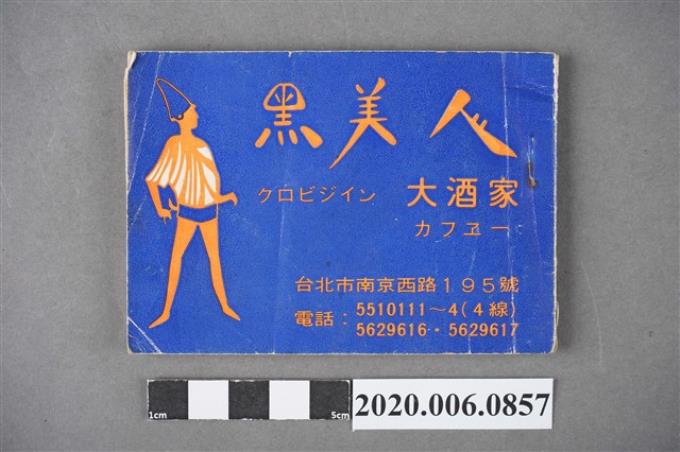 黑美人
クロビジイン 大酒家
カフヱー
台北市南京西路195號
電話：5510111～4(4線)
5629616・・5629617
1cm 5cm
2020.006.0857